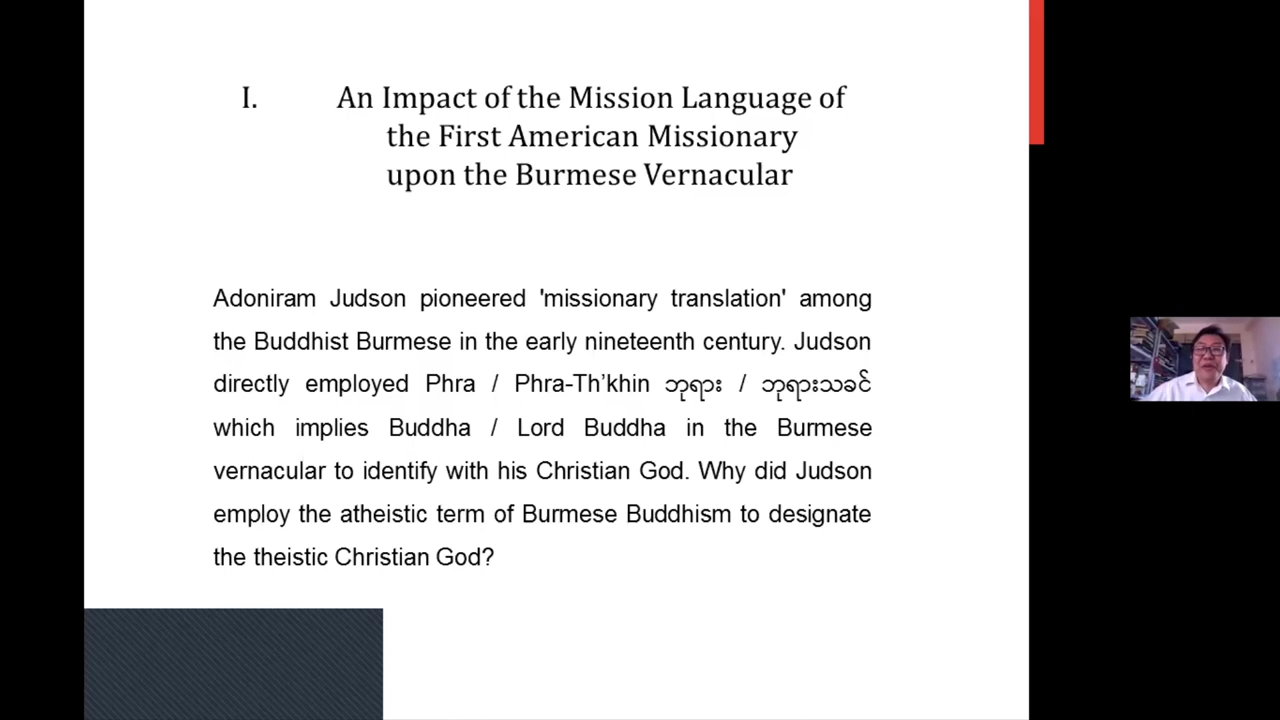 I. An Impact of the Mission Language of
the First American Missionary
upon the Burmese Vernacular
Adoniram Judson pioneered 'missionary translation' among
the Buddhist Burmese in the early nineteenth century. Judson
directly employed Phra / Phra-Th’khin ဘုရား / ဘုရားသခင်
which implies Buddha / Lord Buddha in the Burmese
vernacular to identify with his Christian God. Why did Judson
employ the atheistic term of Burmese Buddhism to designate
the theistic Christian God?